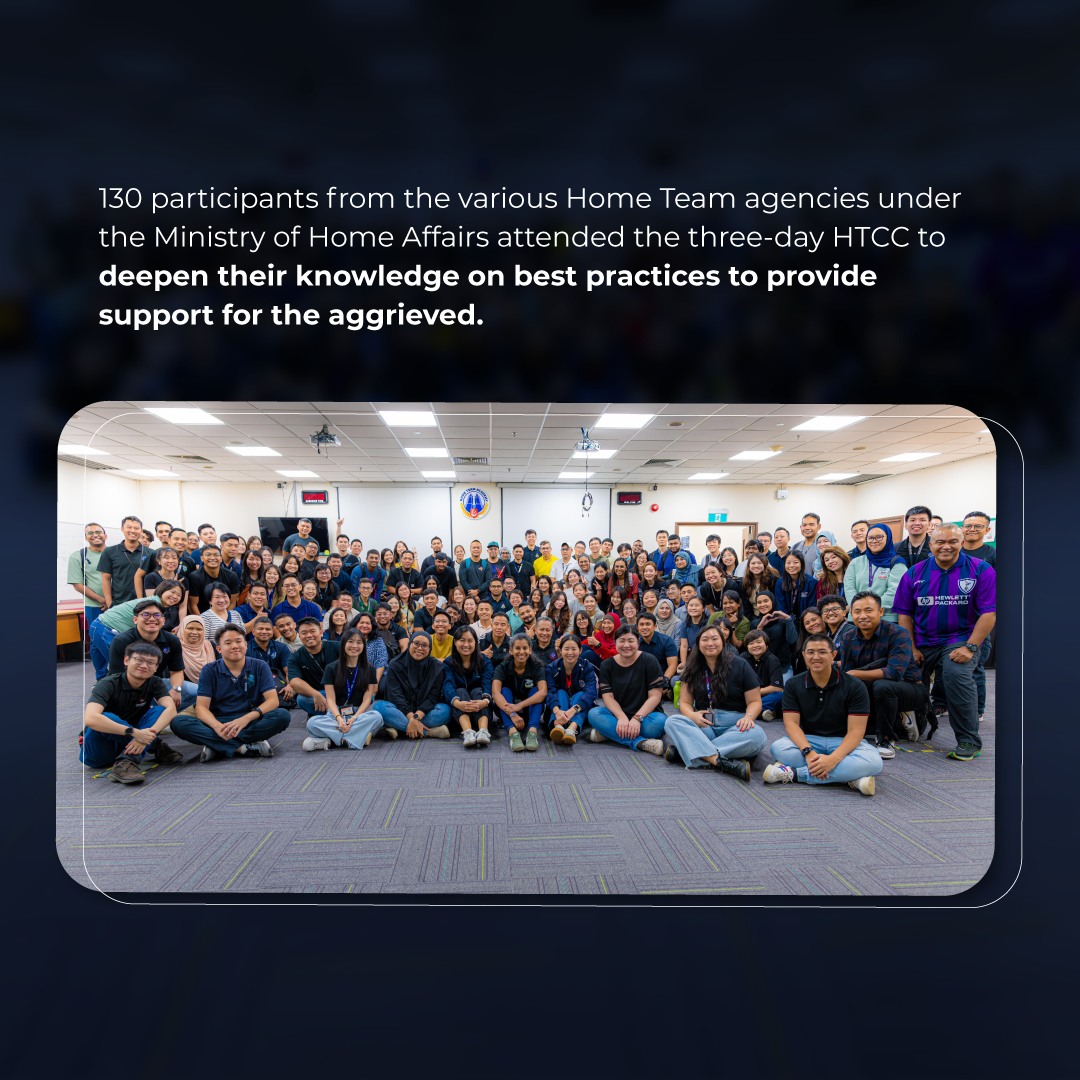 130 participants from the various Home Team agencies under
the Ministry of Home Affairs attended the three-day HTCC to
deepen their knowledge on best practices to provide
support for the aggrieved.
HEWLETT
PACKARD